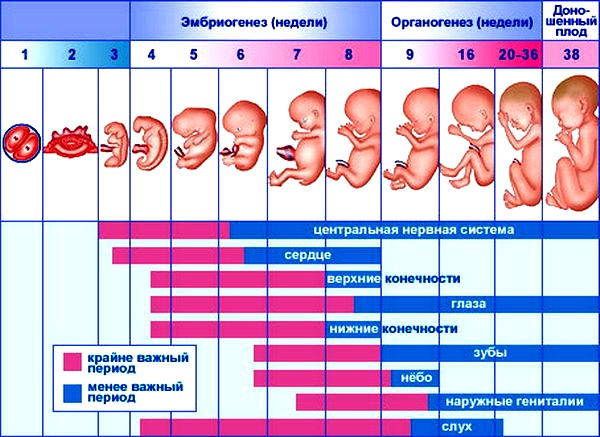 Эмбриогенез (недели)
Органогенез (недели)
Доно-
шенный
плод
1 2 3 4 5 6 7 8 9 16 20-36 38
центральная нервная система
сердце
верхние конечности
глаза
нижние конечности
зубы
нёбо
наружные гениталии
слух
крайне важный
период
менее важный
период